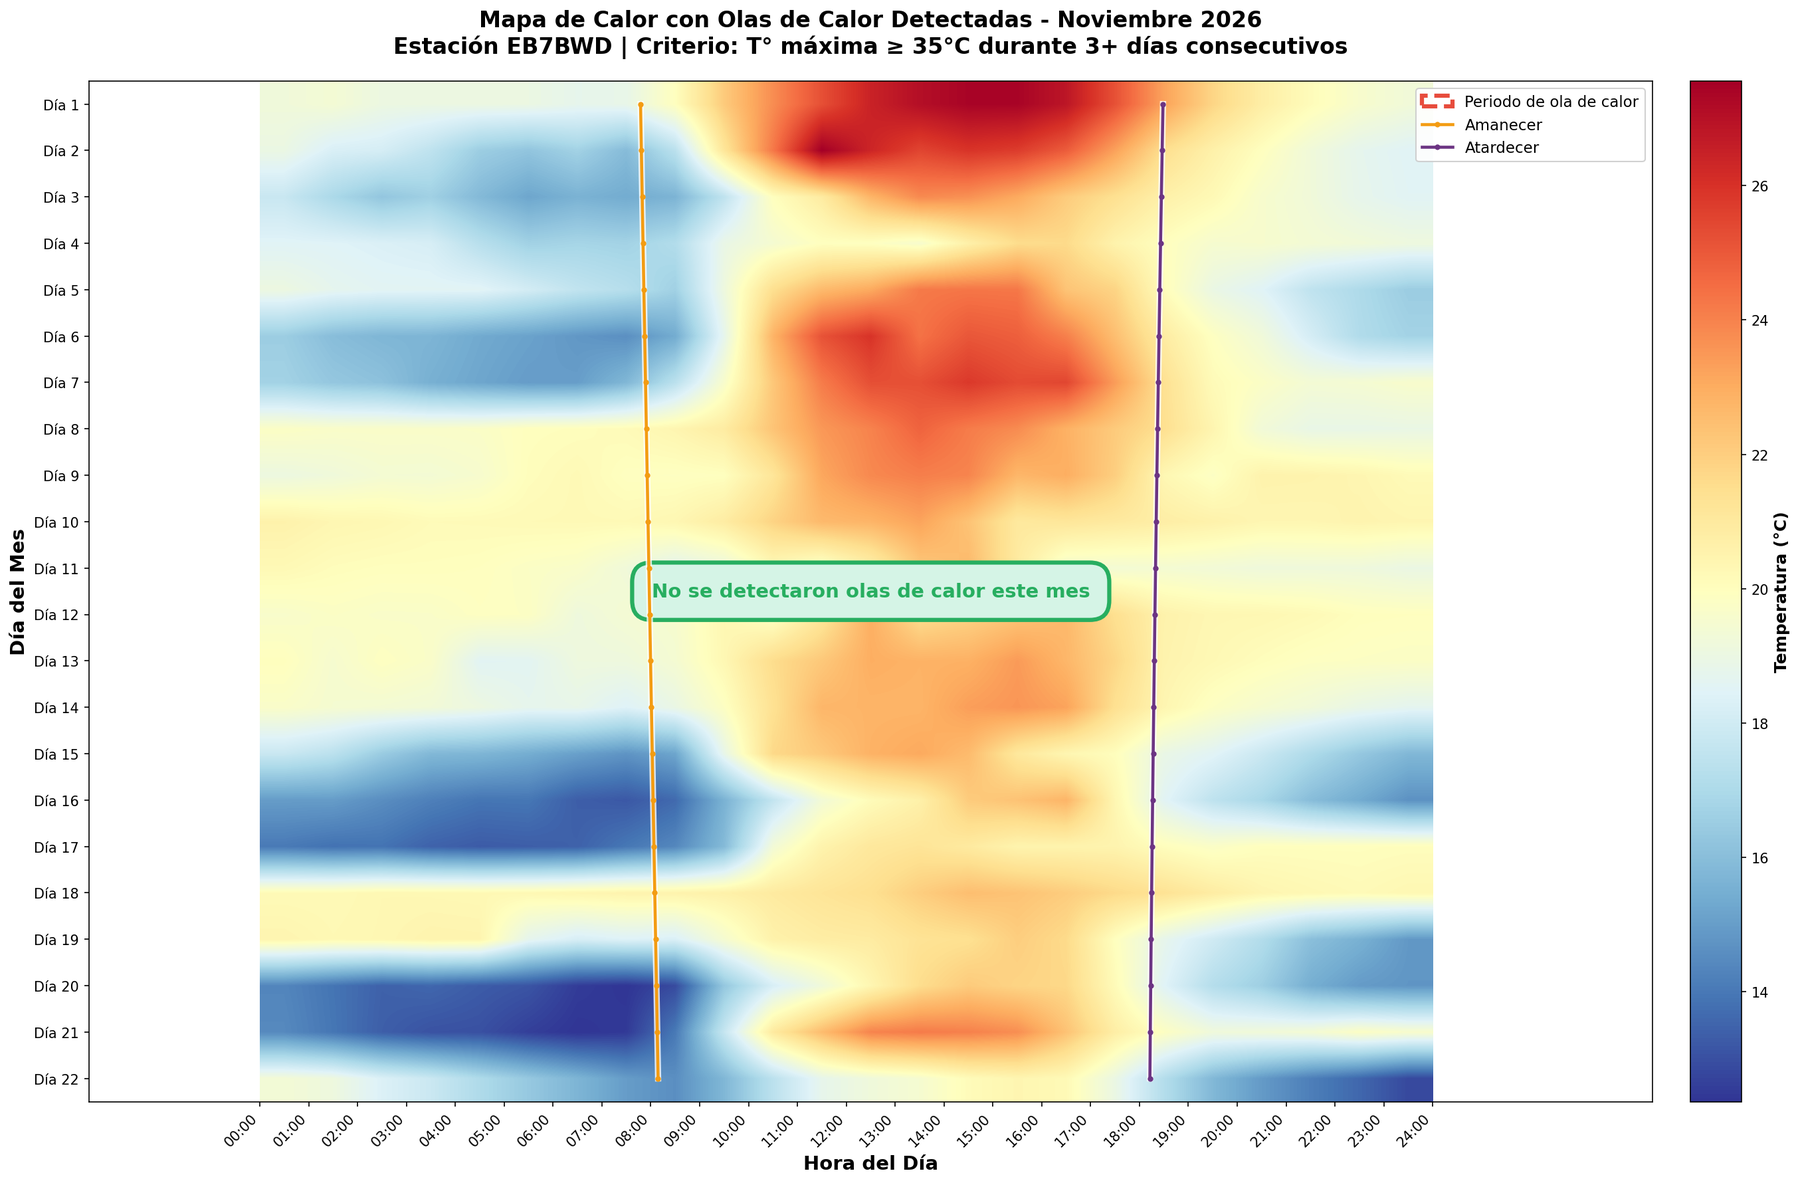 Mapa de Calor con Olas de Calor Detectadas - Noviembre 2026
Estación EB7BWD | Criterio: T° máxima ≥ 35°C durante 3+ días consecutivos
Periodo de ola de calor
Amanecer
Atardecer
Día del Mes
Día 1
Día 2
Día 3
Día 4
Día 5
Día 6
Día 7
Día 8
Día 9
Día 10
Día 11
Día 12
Día 13
Día 14
Día 15
Día 16
Día 17
Día 18
Día 19
Día 20
Día 21
Día 22
No se detectaron olas de calor este mes
00:00
01:00
02:00
03:00
04:00
05:00
06:00
07:00
08:00
09:00
10:00
11:00
12:00
13:00
14:00
15:00
16:00
17:00
18:00
19:00
20:00
21:00
22:00
23:00
24:00
Hora del Día
26
24
22
20
18
16
14
Temperatura (°C)